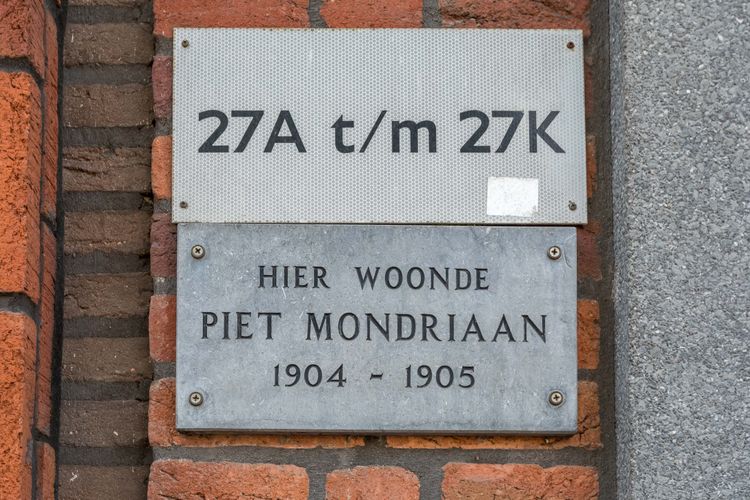 27A t/m 27K
HIER WOONDE
PIET MONDRIAAN
1904 - 1905